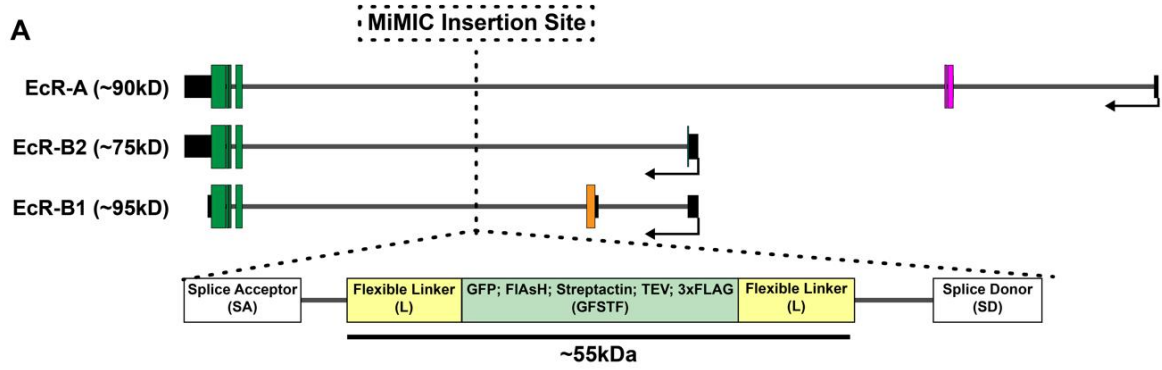 A
MiMIC Insertion Site
EcR-A (~90kD)
EcR-B2 (~75kD)
EcR-B1 (~95kD)
Splice Acceptor
(SA)
Flexible Linker
(L)
GFP; FlAsH; Streptactin; TEV; 3xFLAG
(GFSTF)
Flexible Linker
(L)
Splice Donor
(SD)
~55kDa